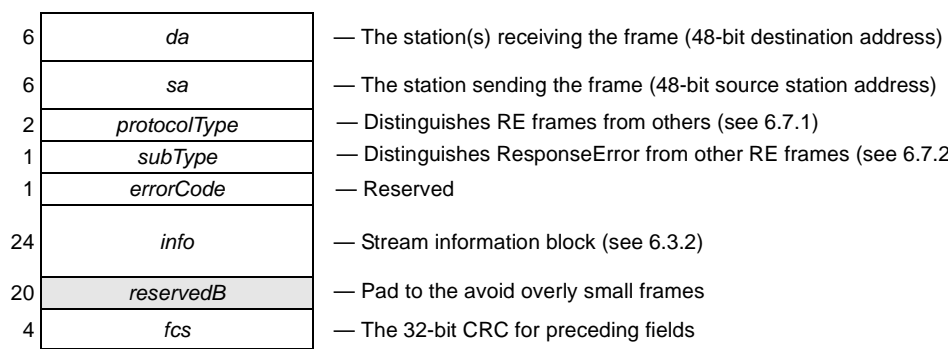 6 da — The station(s) receiving the frame (48-bit destination address)
6 sa — The station sending the frame (48-bit source station address)
2 protocolType — Distinguishes RE frames from others (see 6.7.1)
1 subType — Distinguishes ResponseError from other RE frames (see 6.7.2
1 errorCode — Reserved
24 info — Stream information block (see 6.3.2)
20 reservedB — Pad to the avoid overly small frames
4 fcs — The 32-bit CRC for preceding fields